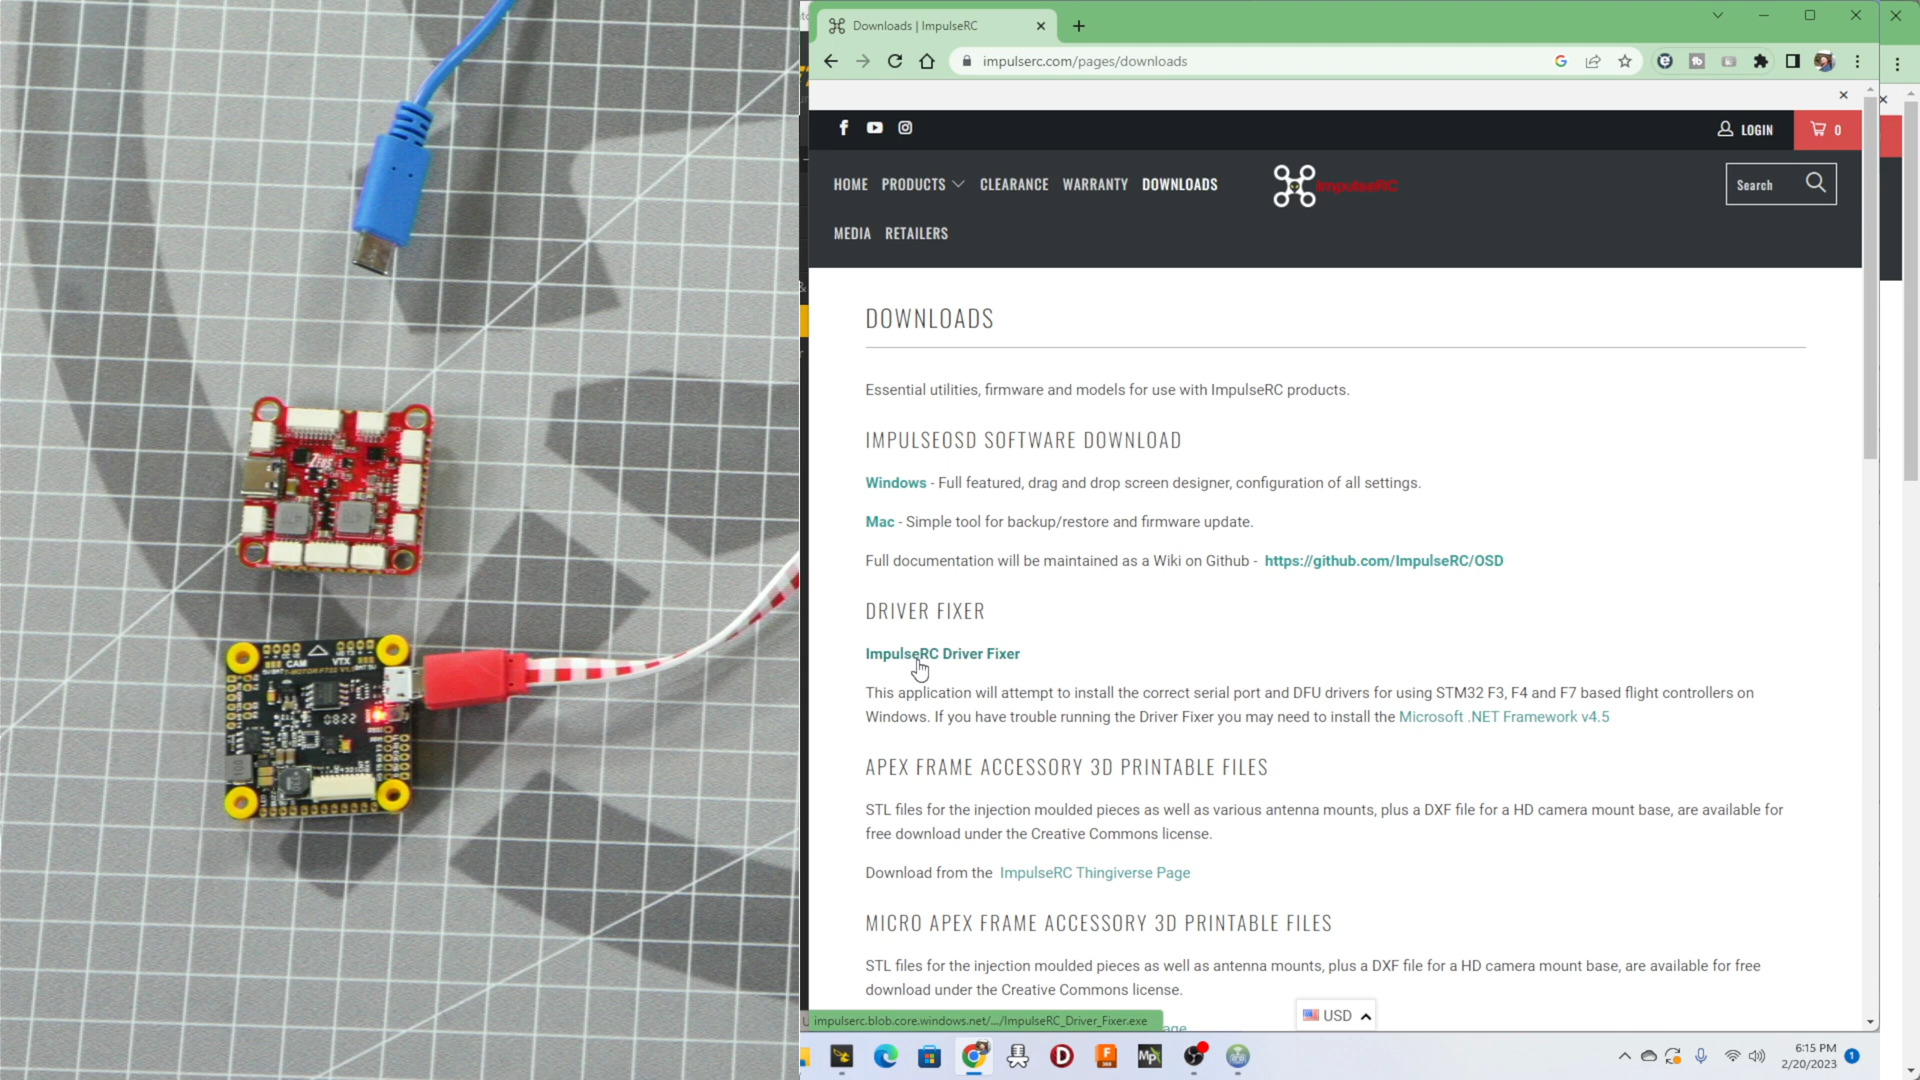 Downloads | ImpulseRC
impulserc.com/pages/downloads
LOGIN
0
HOME PRODUCTS CLEARANCE WARRANTY DOWNLOADS
ImpulseRC
Search
MEDIA RETAILERS
DOWNLOADS
Essential utilities, firmware and models for use with ImpulseRC products.
IMPULSEOSD SOFTWARE DOWNLOAD
Windows - Full featured, drag and drop screen designer, configuration of all settings.
Mac - Simple tool for backup/restore and firmware update.
Full documentation will be maintained as a Wiki on Github - https://github.com/ImpulseRC/OSD
DRIVER FIXER
ImpulseRC Driver Fixer
This application will attempt to install the correct serial port and DFU drivers for using STM32 F3, F4 and F7 based flight controllers on
Windows. If you have trouble running the Driver Fixer you may need to install the Microsoft .NET Framework v4.5
APEX FRAME ACCESSORY 3D PRINTABLE FILES
STL files for the injection moulded pieces as well as various antenna mounts, plus a DXF file for a HD camera mount base, are available for
free download under the Creative Commons license.
Download from the ImpulseRC Thingiverse Page
MICRO APEX FRAME ACCESSORY 3D PRINTABLE FILES
STL files for the injection moulded pieces as well as antenna mounts, plus a DXF file for a HD camera mount base, are available for free
download under the Creative Commons license.
USD
impulserc.blob.core.windows.net/.../ImpulseRC_Driver_Fixer.exe
6:15 PM
2/20/2023
1
Zeus
CAM
VTX
0822